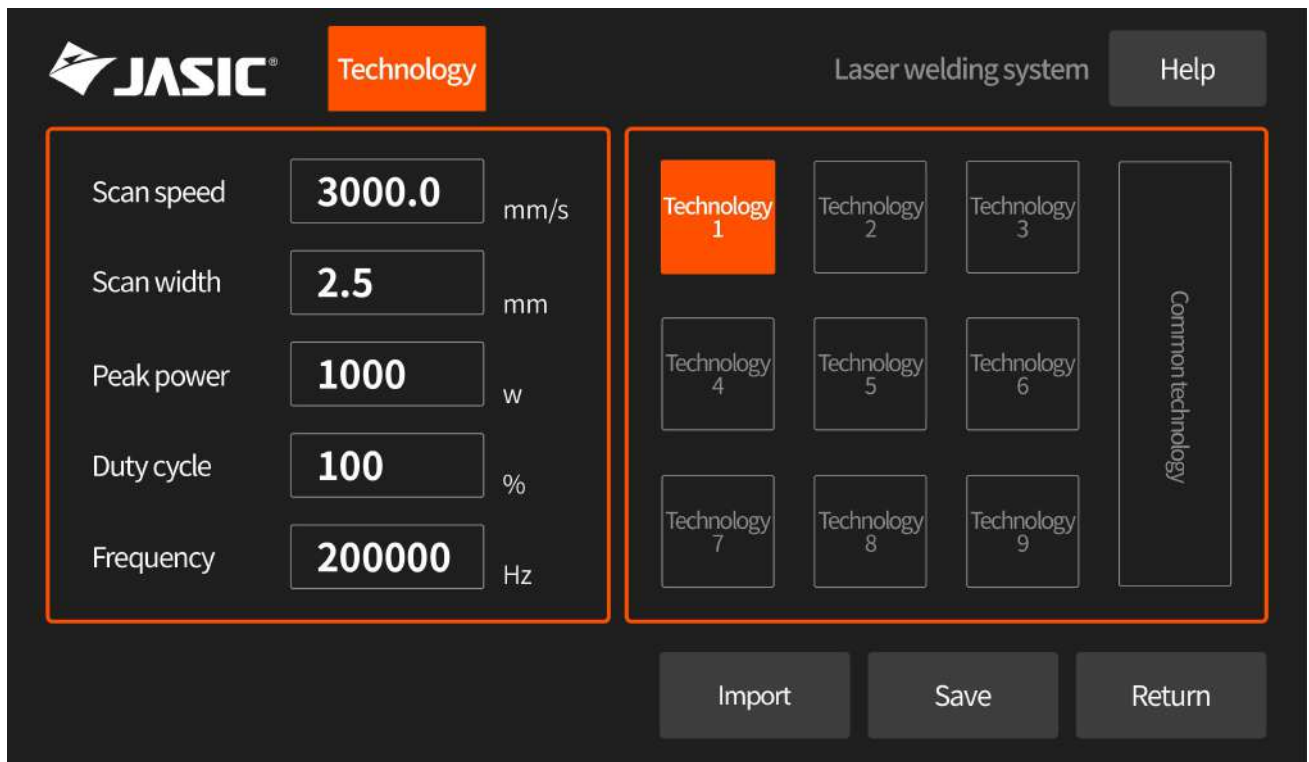 JASIC®
Technology
Laser welding system
Help
Scan speed 3000.0 mm/s
Scan width 2.5 mm
Peak power 1000 w
Duty cycle 100 %
Frequency 200000 Hz
Technology
1
Technology
2
Technology
3
Technology
4
Technology
5
Technology
6
Technology
7
Technology
8
Technology
9
Common technology
Import
Save
Return